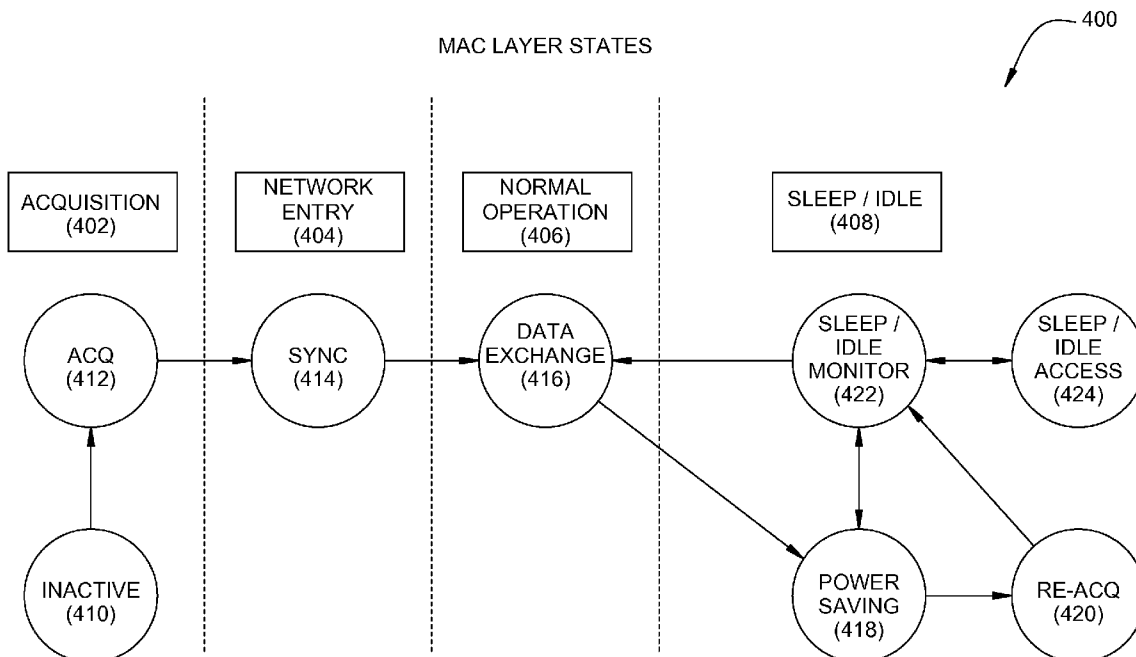 400
MAC LAYER STATES
ACQUISITION
(402)
NETWORK
ENTRY
(404)
NORMAL
OPERATION
(406)
SLEEP / IDLE
(408)
ACQ
(412)
SYNC
(414)
DATA
EXCHANGE
(416)
SLEEP /
IDLE
MONITOR
(422)
SLEEP /
IDLE
ACCESS
(424)
INACTIVE
(410)
POWER
SAVING
(418)
RE-ACQ
(420)